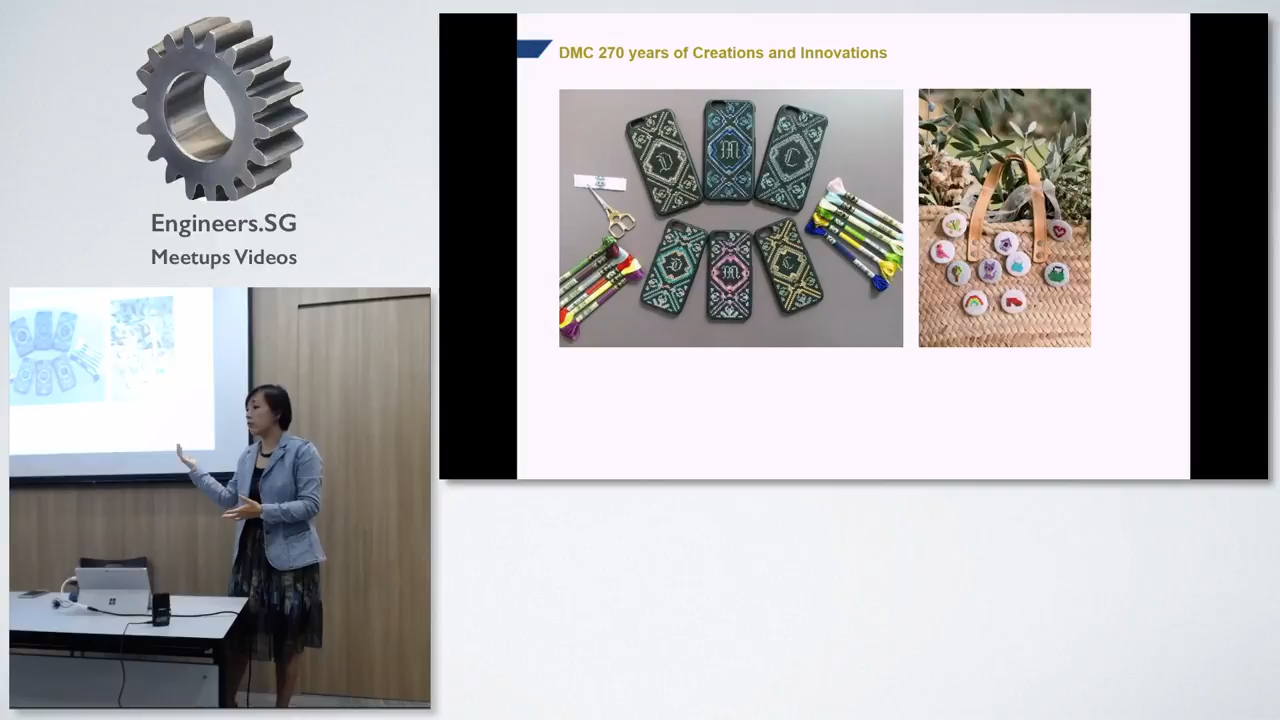 Engineers.SG
Meetups Videos
DMC 270 years of Creations and Innovations
D
M
C
D
M
C